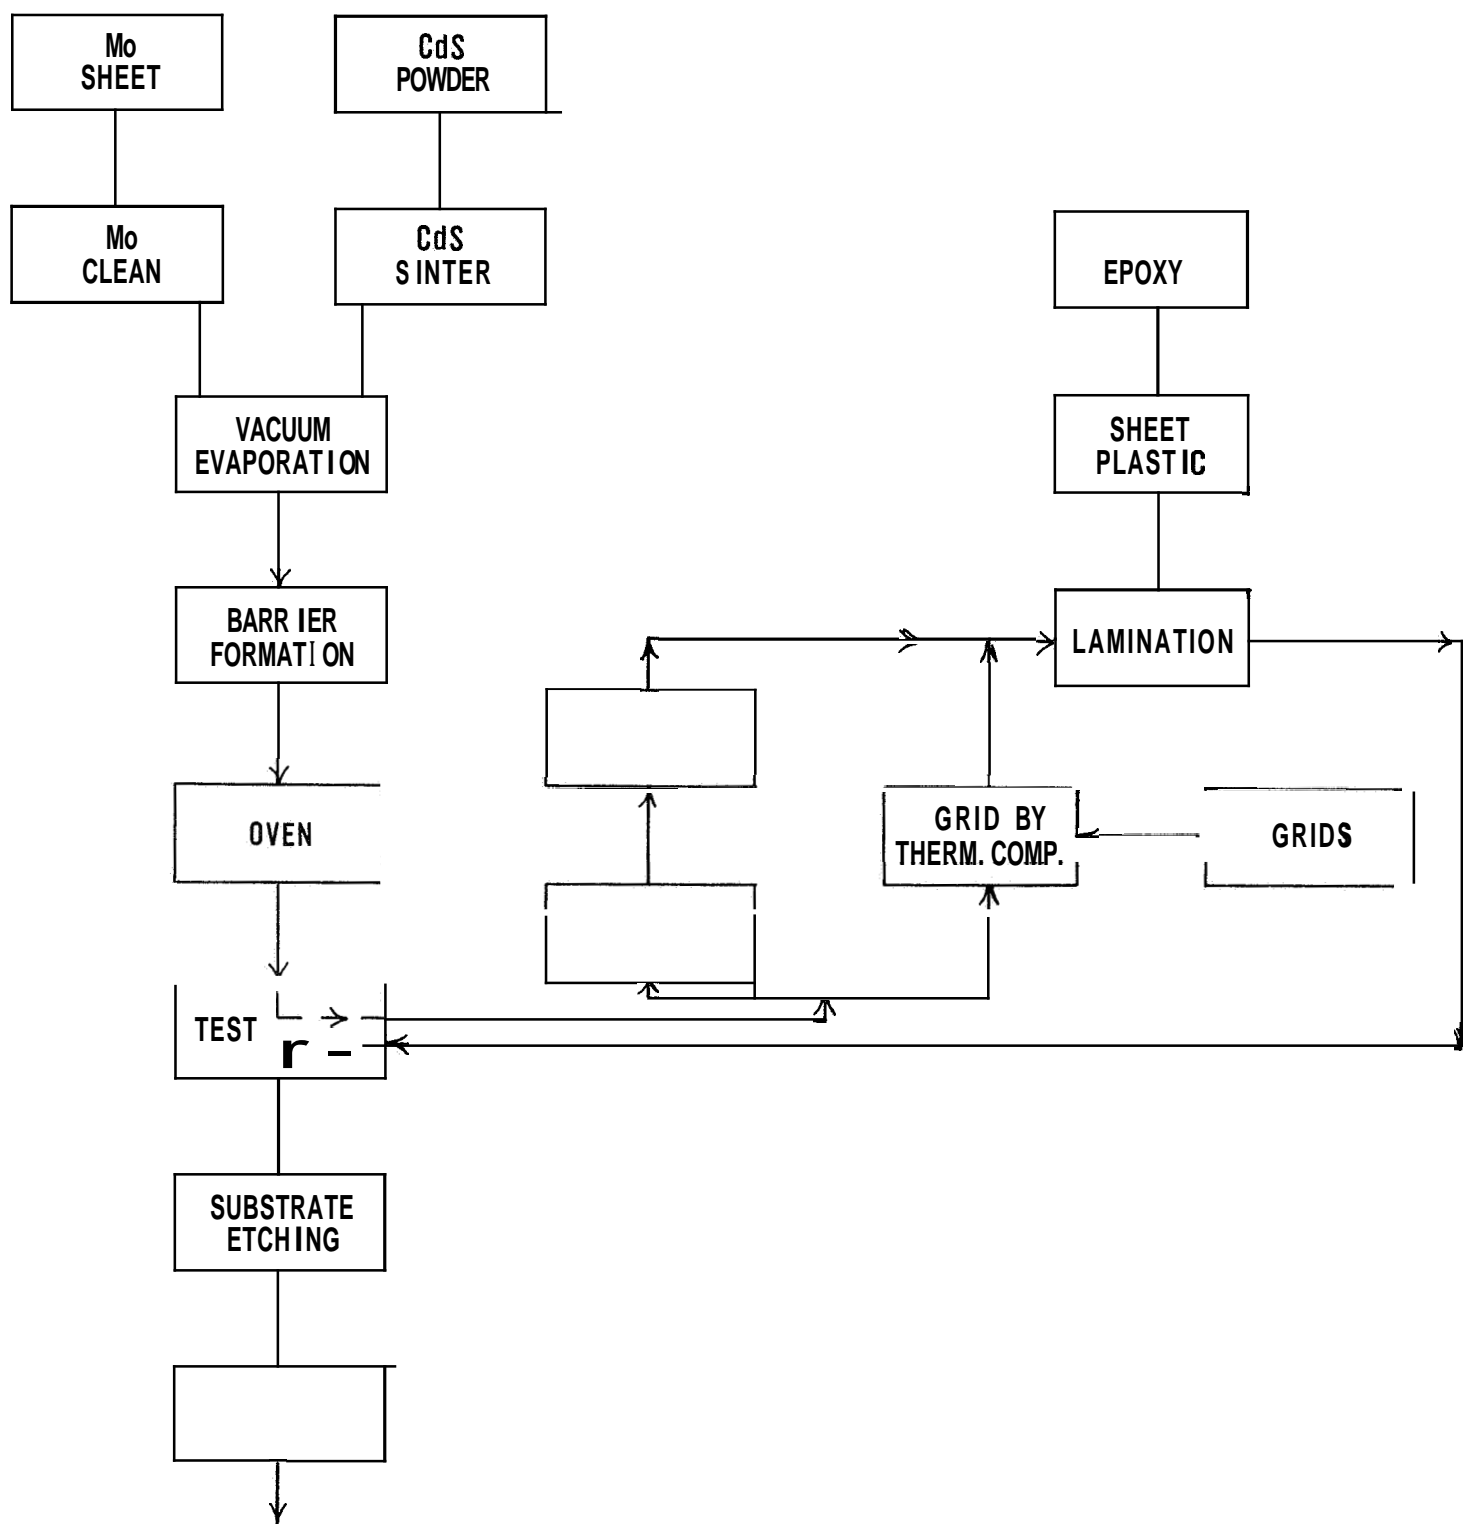 Mo
SHEET
CdS
POWDER
Mo
CLEAN
CdS
SINTER
EPOXY
VACUUM
EVAPORATION
SHEET
PLASTIC
BARRIER
FORMATION
LAMINATION
OVEN
GRID BY
THERM. COMP.
GRIDS
TEST
r –
SUBSTRATE
ETCHING